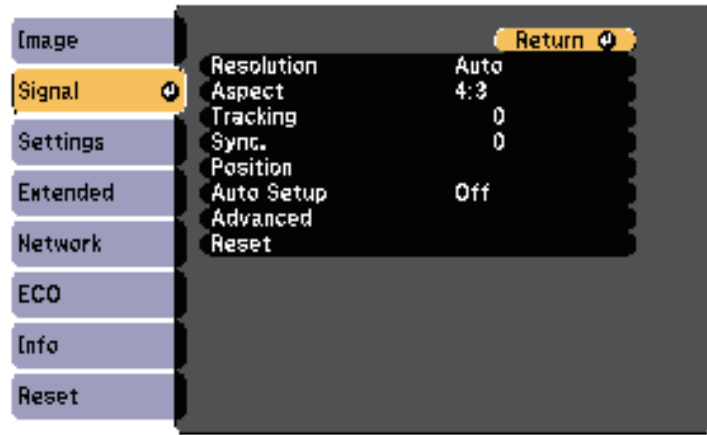 Image
Signal
Settings
Extended
Network
ECO
Info
Reset
Return
Resolution Auto
Aspect 4:3
Tracking 0
Sync. 0
Position
Auto Setup Off
Advanced
Reset